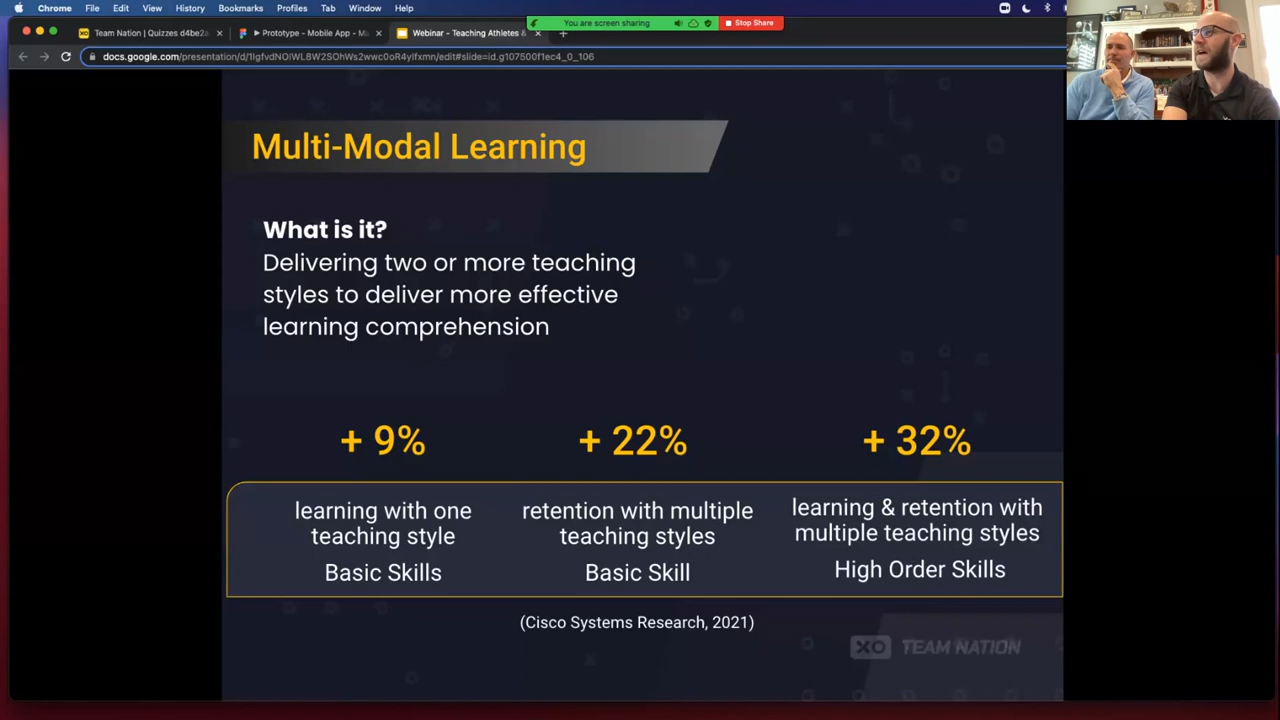 Chrome File Edit View History Bookmarks Profiles Tab Window Help
You are screen sharing Stop Share
Team Nation | Quizzes Prototype - Mobile App Webinar - Teaching Athletes
Multi-Modal Learning
What is it?
Delivering two or more teaching
styles to deliver more effective
learning comprehension
+ 9% + 22% + 32%
learning with one
teaching style
Basic Skills
retention with multiple
teaching styles
Basic Skill
learning & retention with
multiple teaching styles
High Order Skills
(Cisco Systems Research, 2021)
XO TEAM NATION